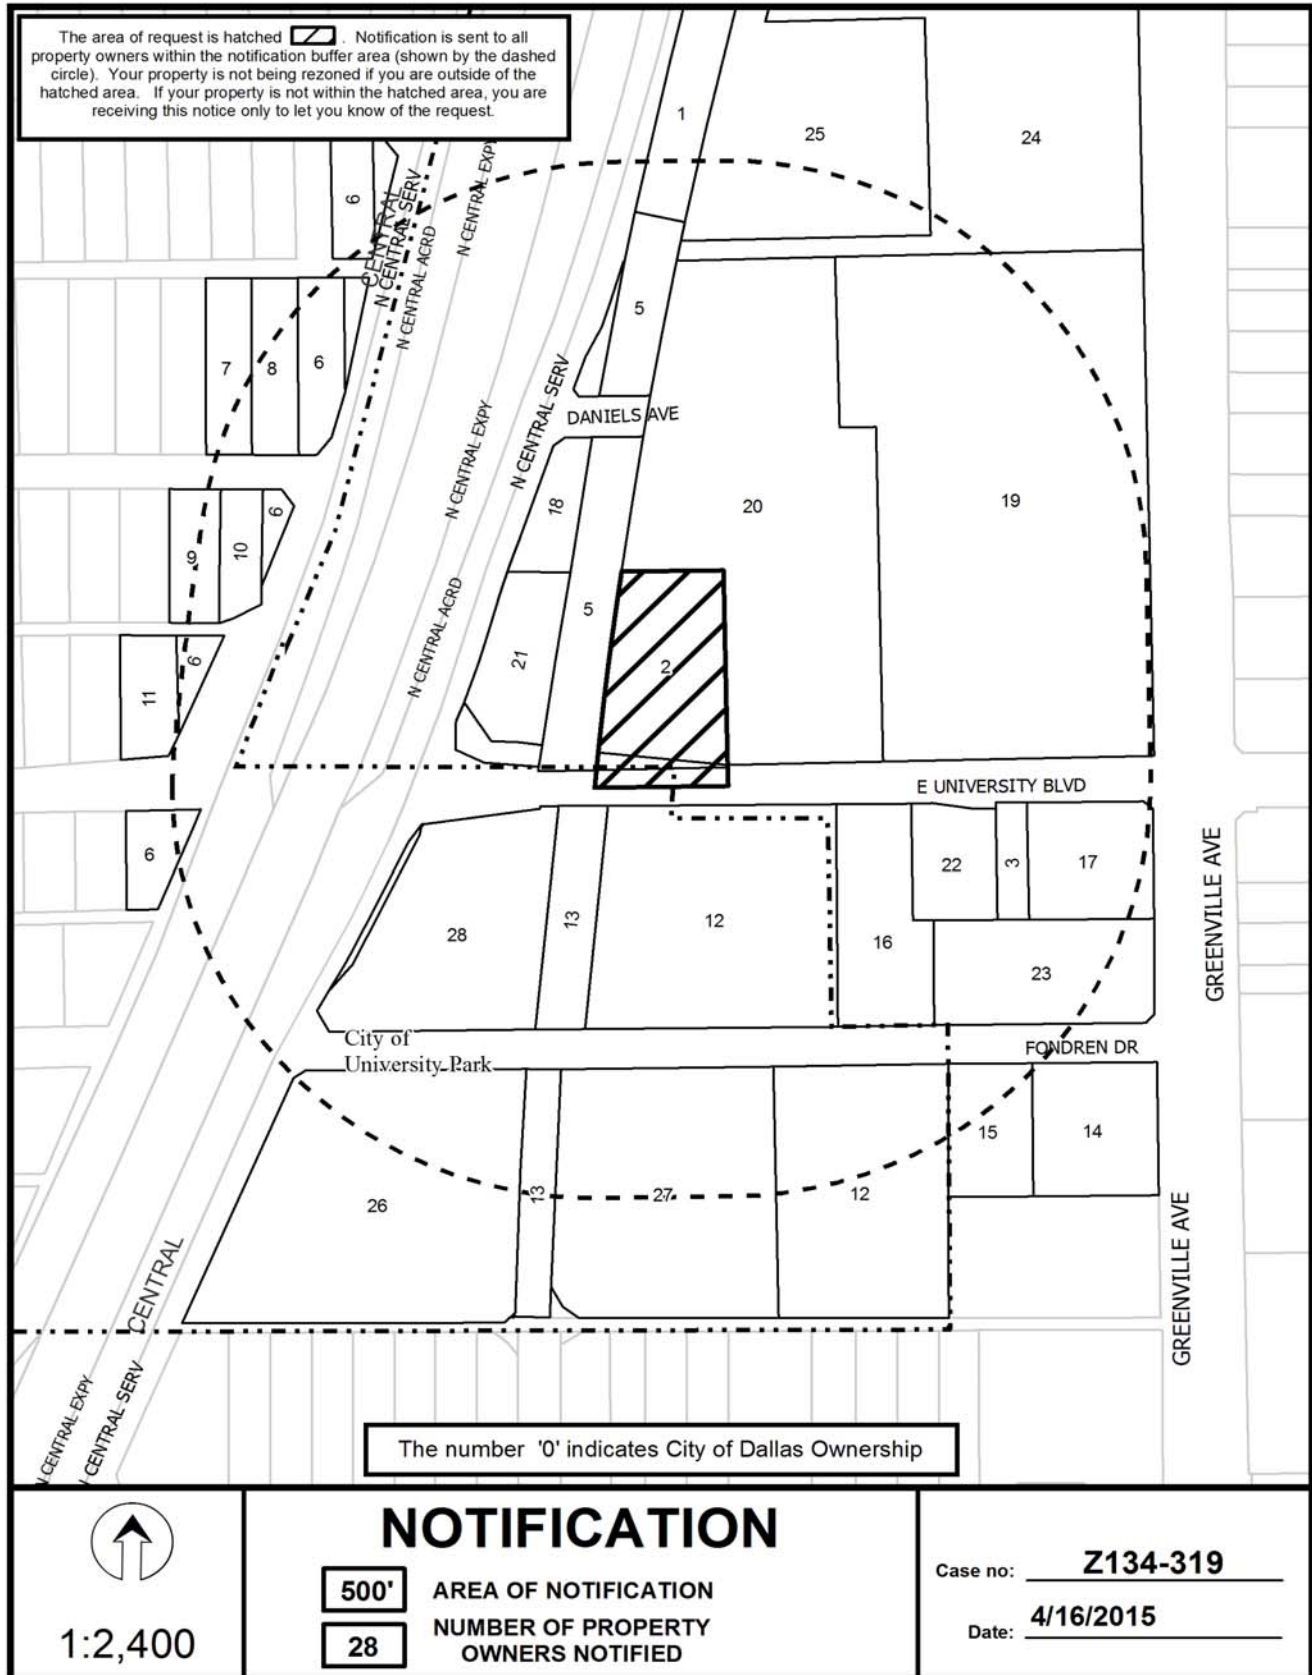 The area of request is hatched . Notification is sent to all
property owners within the notification buffer area (shown by the dashed
circle). Your property is not being rezoned if you are outside of the
hatched area. If your property is not within the hatched area, you are
receiving this notice only to let you know of the request.
1
25
24
6
CENTRAL
N CENTRAL SERV
N CENTRAL ACRD
N CENTRAL EXPY
5
7
8
6
N CENTRAL SERV
DANIELS AVE
N CENTRAL EXPY
18
20
19
9
10
6
5
2
21
N CENTRAL ACRD
11
6
E UNIVERSITY BLVD
6
22
3
17
GREENVILLE AVE
28
13
12
16
23
City of
University Park
FONDREN DR
15
14
26
13
27
12
GREENVILLE AVE
CENTRAL
N CENTRAL EXPY
N CENTRAL SERV
The number '0' indicates City of Dallas Ownership
1:2,400
NOTIFICATION
500' AREA OF NOTIFICATION
28 NUMBER OF PROPERTY
OWNERS NOTIFIED
Case no: Z134-319
Date: 4/16/2015